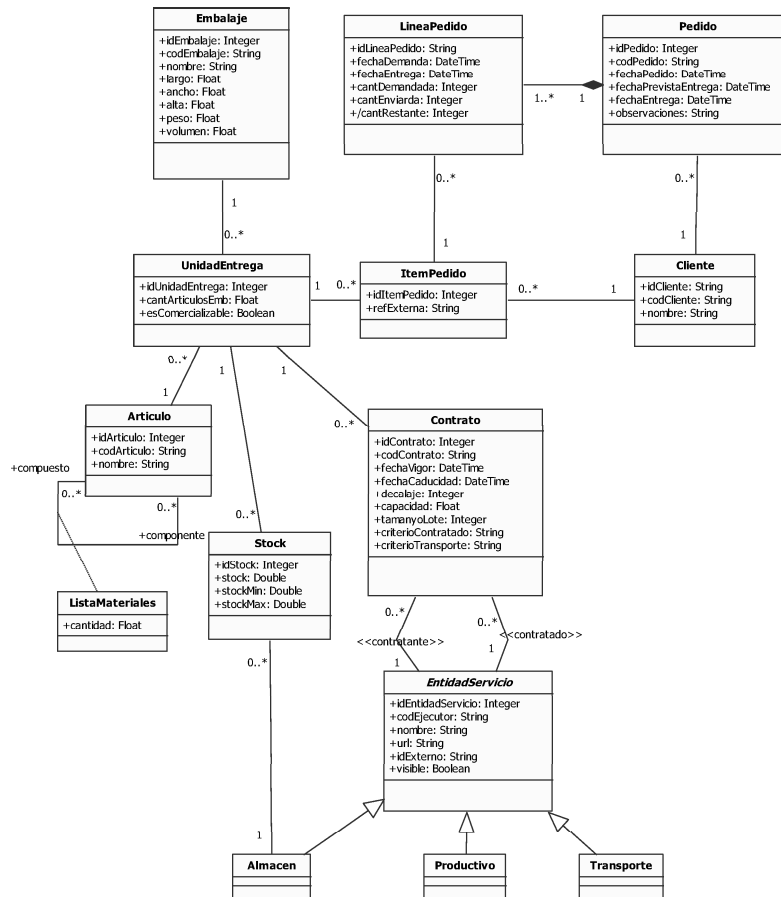 Embalaje
+idEmbalaje: Integer
+codEmbalaje: String
+nombre: String
+largo: Float
+ancho: Float
+alta: Float
+peso: Float
+volumen: Float
LineaPedido
+idLineaPedido: String
+fechaDemanda: DateTime
+fechaEntrega: DateTime
+cantDemandada: Integer
+cantEnviarda: Integer
+/cantRestante: Integer
Pedido
+idPedido: Integer
+codPedido: String
+fechaPedido: DateTime
+fechaPrevistaEntrega: DateTime
+fechaEntrega: DateTime
+observaciones: String
1..*
1
1
0..*
0..*
1
0..*
1
UnidadEntrega
+idUnidadEntrega: Integer
+cantArticulosEmb: Float
+esComercializable: Boolean
1
0..*
ItemPedido
+idItemPedido: Integer
+refExterna: String
0..*
1
Cliente
+idCliente: String
+codCliente: String
+nombre: String
0..*
1
1
1
0..*
0..*
Articulo
+idArticulo: Integer
+codArticulo: String
+nombre: String
+compuesto
0..*
0..*
+componente
ListaMateriales
+cantidad: Float
Stock
+idStock: Integer
+stock: Double
+stockMin: Double
+stockMax: Double
0..*
1
Contrato
+idContrato: Integer
+codContrato: String
+fechaVigor: DateTime
+fechaCaducidad: DateTime
+decalaje: Integer
+capacidad: Float
+tamanyoLote: Integer
+criterioContratado: String
+criterioTransporte: String
0..*
0..*
<<contratante>>
<<contratado>>
1
1
EntidadServicio
+idEntidadServicio: Integer
+codEjecutor: String
+nombre: String
+url: String
+idExterno: String
+visible: Boolean
Almacen
Productivo
Transporte